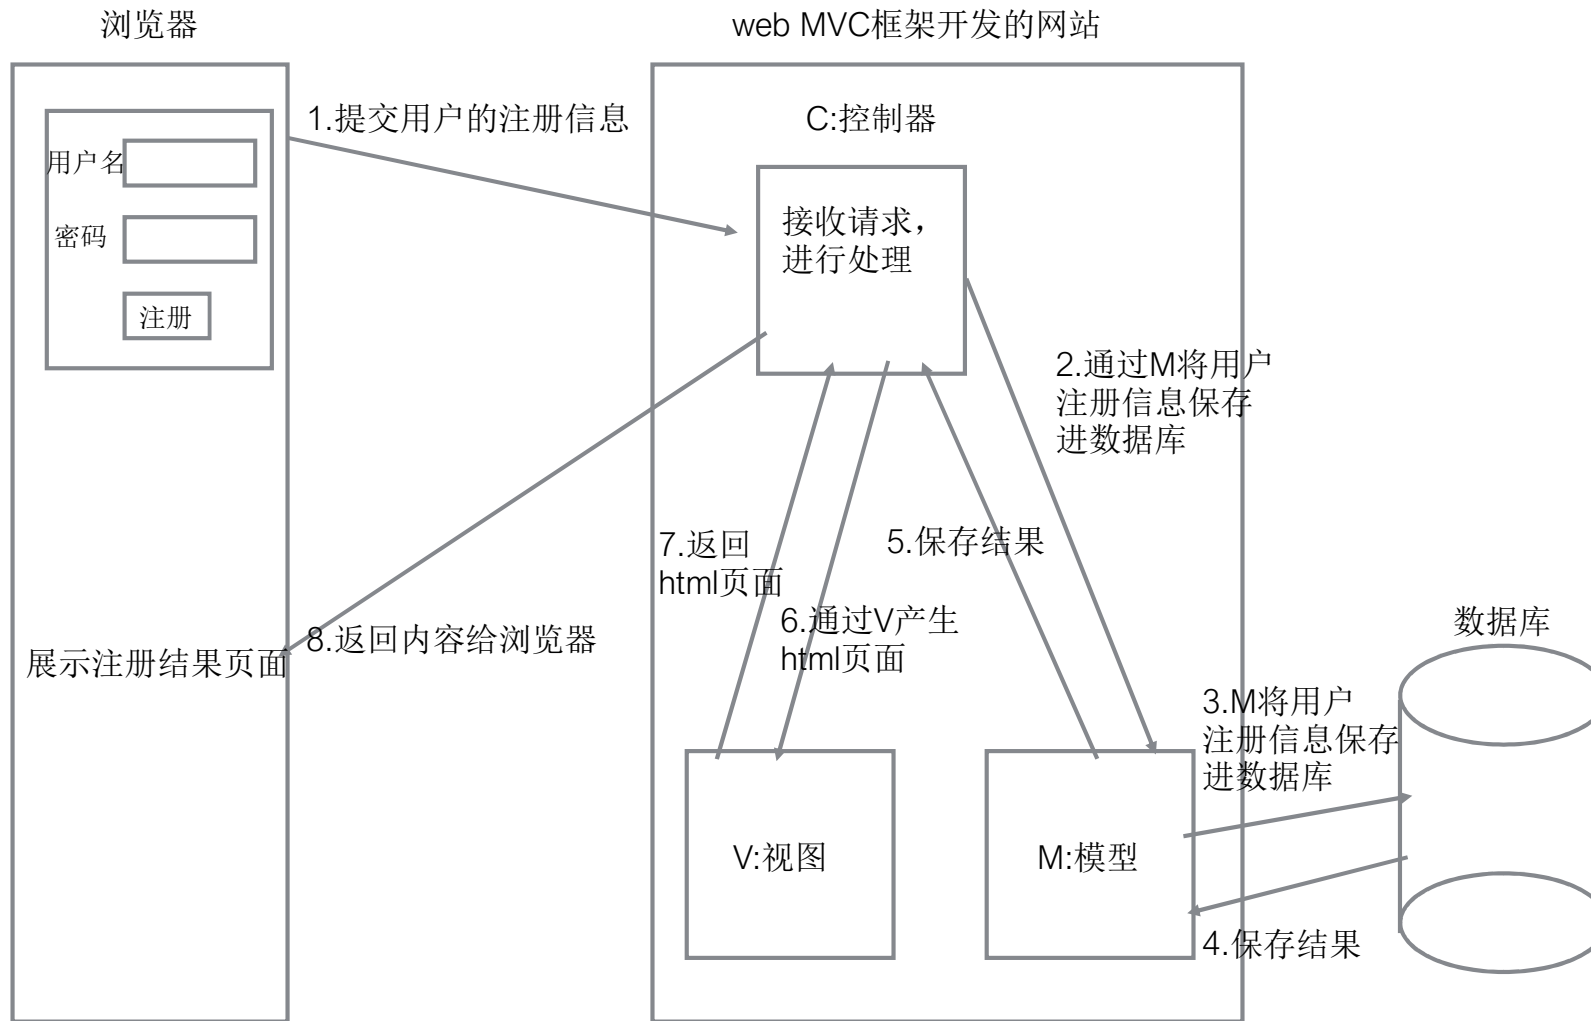 浏览器
web MVC框架开发的网站
1.提交用户的注册信息
C:控制器
用户名
密码
注册
接收请求，
进行处理
2.通过M将用户
注册信息保存
进数据库
7.返回
html页面
5.保存结果
6.通过V产生
html页面
8.返回内容给浏览器
展示注册结果页面
数据库
3.M将用户
注册信息保存
进数据库
V:视图
M:模型
4.保存结果